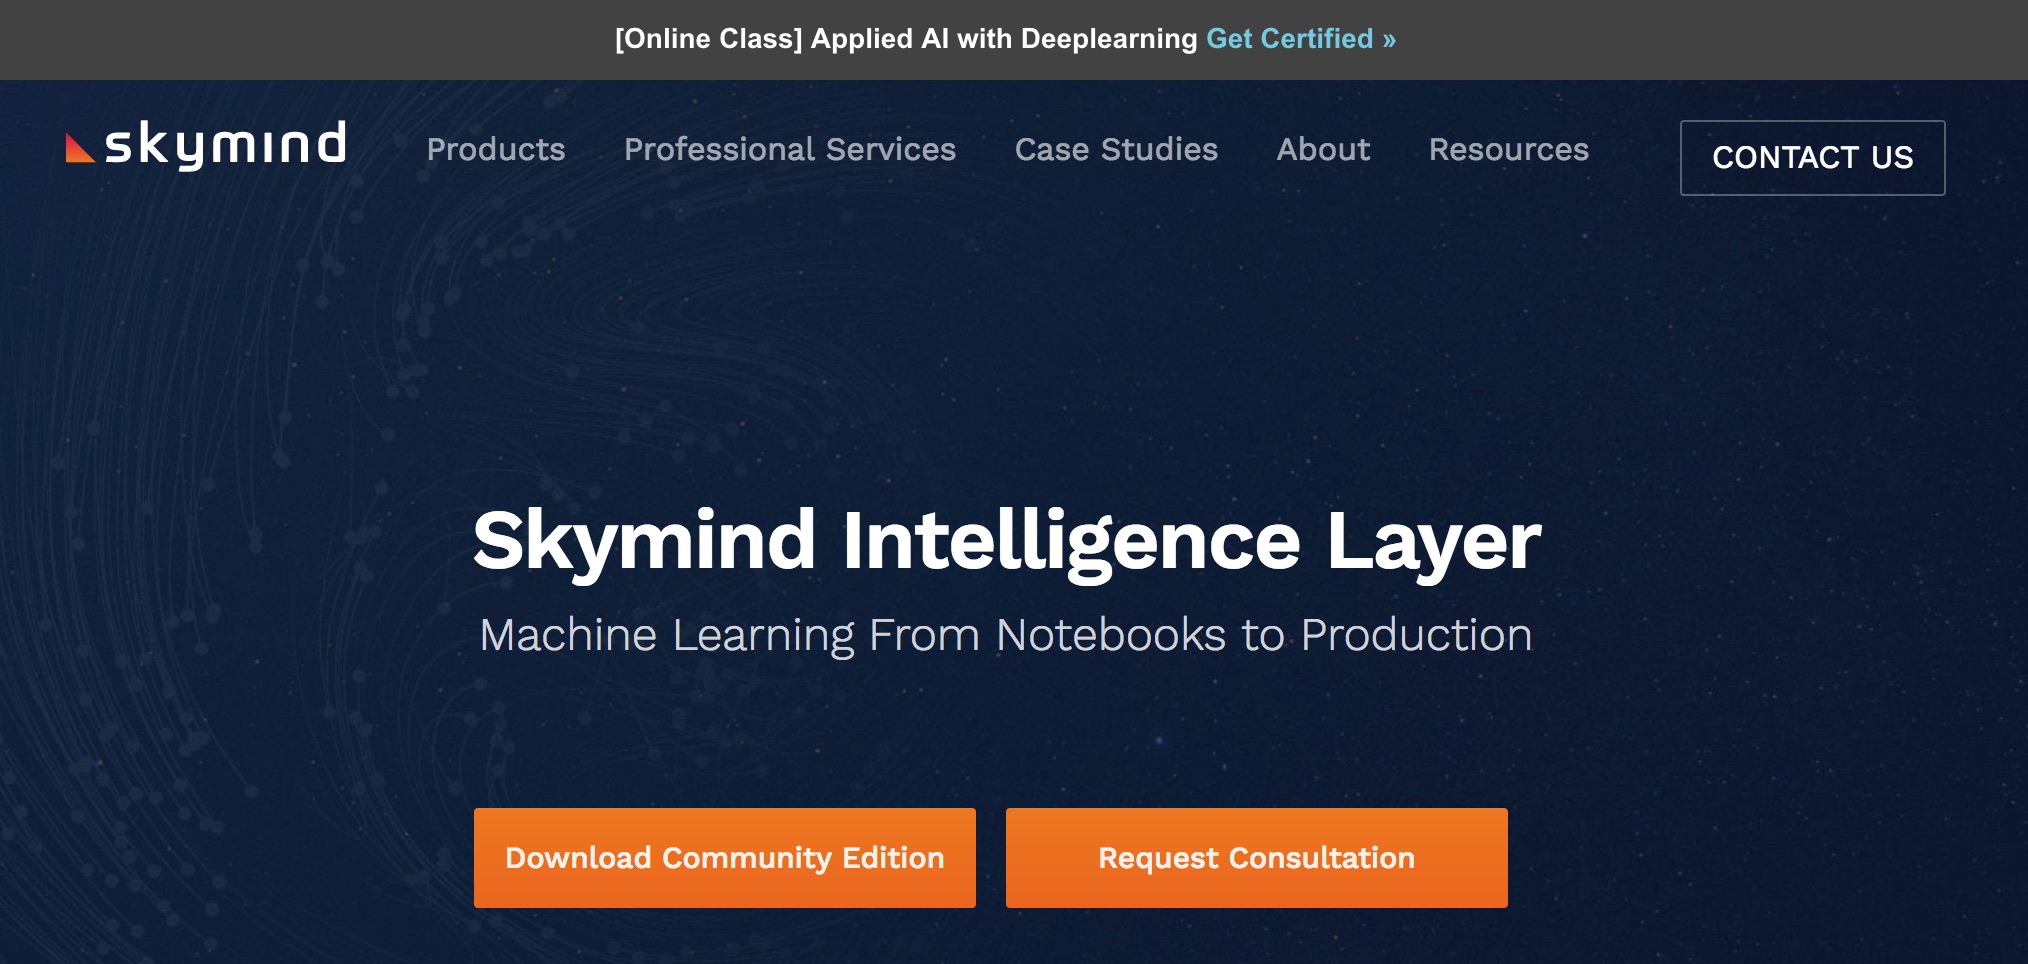 [Online Class] Applied AI with Deeplearning Get Certified »
skymind
Products Professional Services Case Studies About Resources CONTACT US
Skymind Intelligence Layer
Machine Learning From Notebooks to Production
Download Community Edition Request Consultation